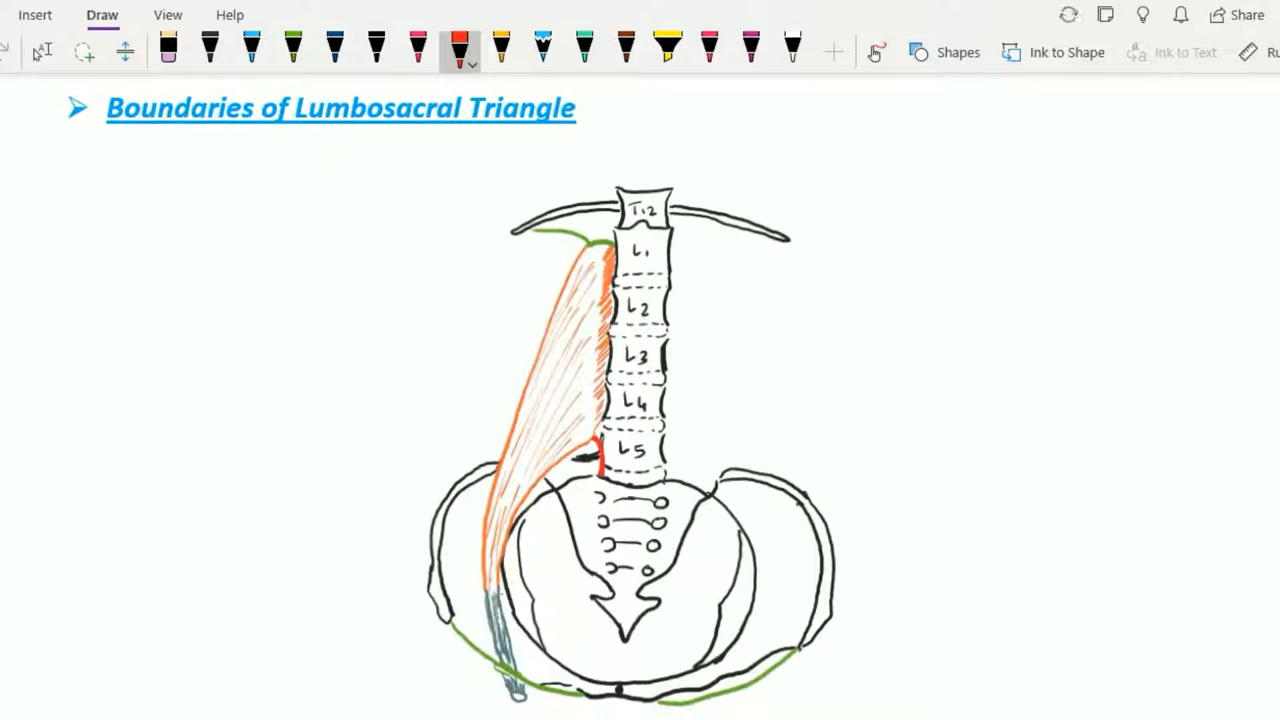 Insert Draw View Help Share
Shapes Ink to Shape Ink to Text
Boundaries of Lumbosacral Triangle
T12
L1
L2
L3
L4
L5